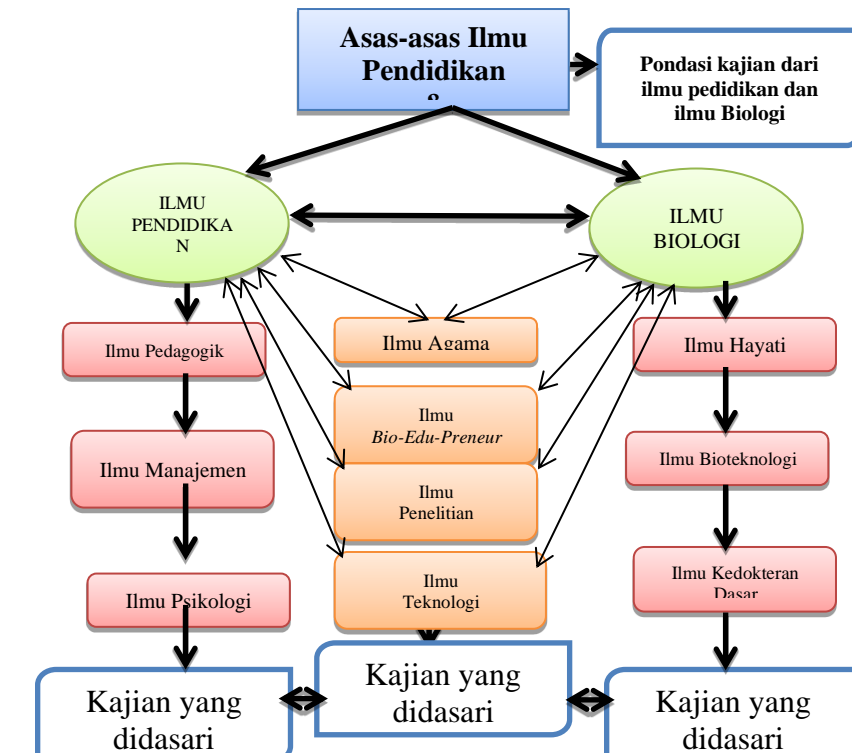 Asas-asas Ilmu
Pendidikan
Pondasi kajian dari
ilmu pedidikan dan
ilmu Biologi
ILMU
PENDIDIKA
N
ILMU
BIOLOGI
Ilmu Pedagogik
Ilmu Agama
Ilmu Hayati
Ilmu
Bio-Edu-Preneur
Ilmu Manajemen
Ilmu Bioteknologi
Ilmu
Penelitian
Ilmu Psikologi
Ilmu
Teknologi
Ilmu Kedokteran
Dasar
Kajian yang
didasari
Kajian yang
didasari
Kajian yang
didasari